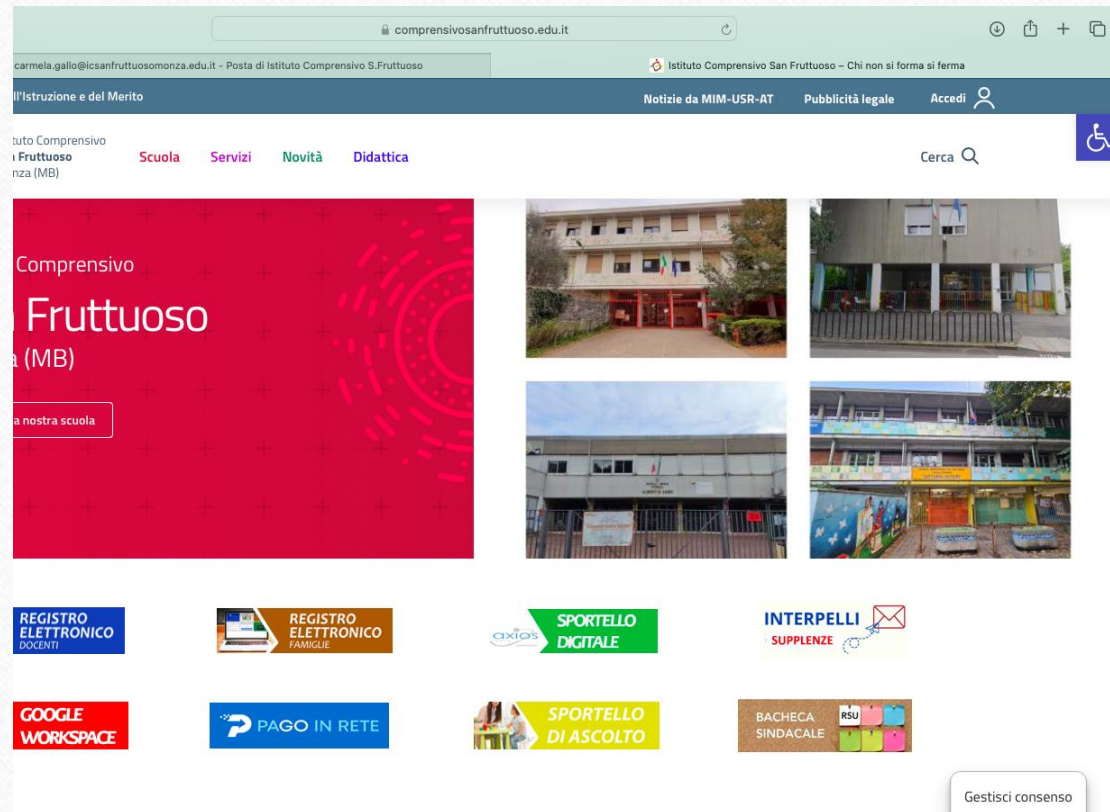 comprensivosanfruttuoso.edu.it
carmela.gallo@icsanfruttuosomonza.edu.it - Posta di Istituto Comprensivo S.Fruttuoso
Istituto Comprensivo San Fruttuoso – Chi non si forma si ferma
ll'Istruzione e del Merito
Notizie da MIM-USR-AT
Pubblicità legale
Accedi
tuto Comprensivo
Fruttuoso
nza (MB)
Scuola
Servizi
Novità
Didattica
Cerca
Comprensivo
Fruttuoso
a (MB)
a nostra scuola
REGISTRO
ELETTRONICO
DOCENTI
REGISTRO
ELETTRONICO
FAMIGLIE
axios
SPORTELLO
DIGITALE
INTERPELLI
SUPPLENZE
GOOGLE
WORKSPACE
PAGO IN RETE
SPORTELLO
DI ASCOLTO
BACHECA
SINDACALE
RSU
Gestisci consenso